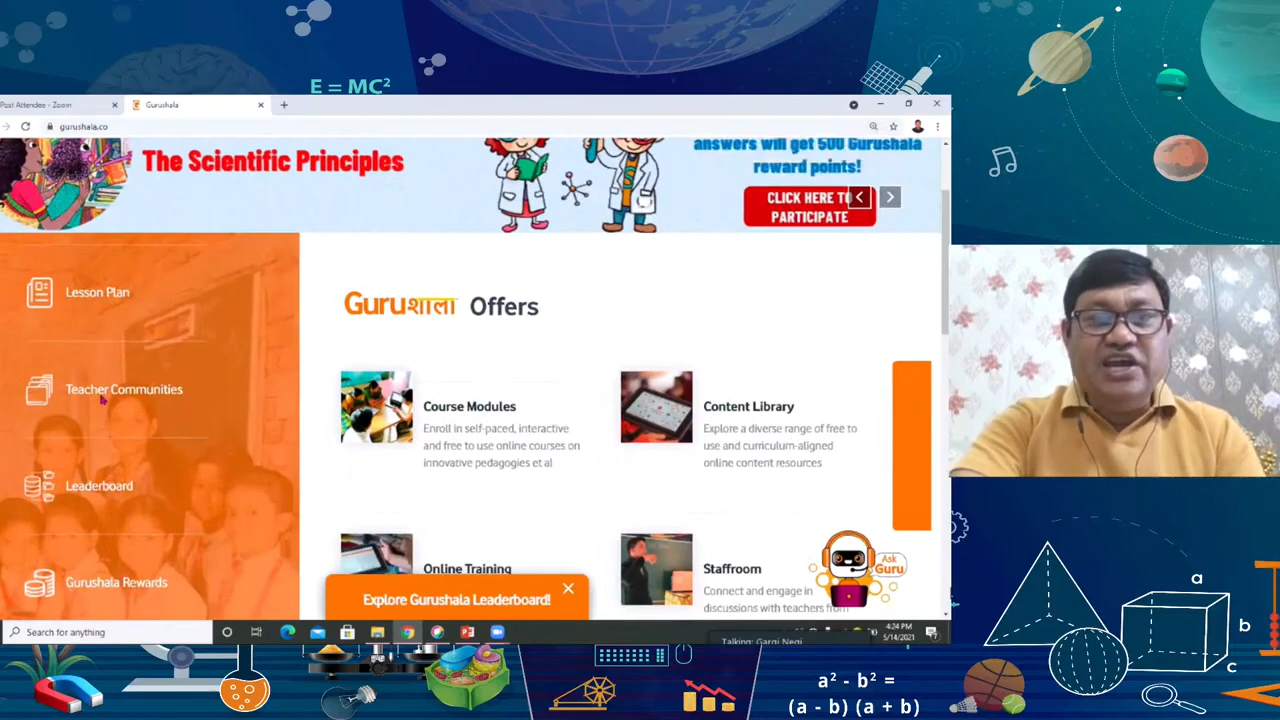 E = MC²
Post Attendee - Zoom
Gurushala
gurushala.co
The Scientific Principles
answers will get 500 Gurushala
reward points!
CLICK HERE TO
PARTICIPATE
Lesson Plan
Teacher Communities
Leaderboard
Gurushala Rewards
Guruशाला Offers
Course Modules
Enroll in self-paced, interactive
and free to use online courses on
innovative pedagogies et al
Content Library
Explore a diverse range of free to
use and curriculum-aligned
online content resources
Online Training
Staffroom
Connect and engage in
discussions with teachers from
Ask
Guru
Explore Gurushala Leaderboard!
Search for anything
4:24 PM
5/14/2021
Talking: Gargi Negi
a
b
c
a² - b² =
(a - b) (a + b)